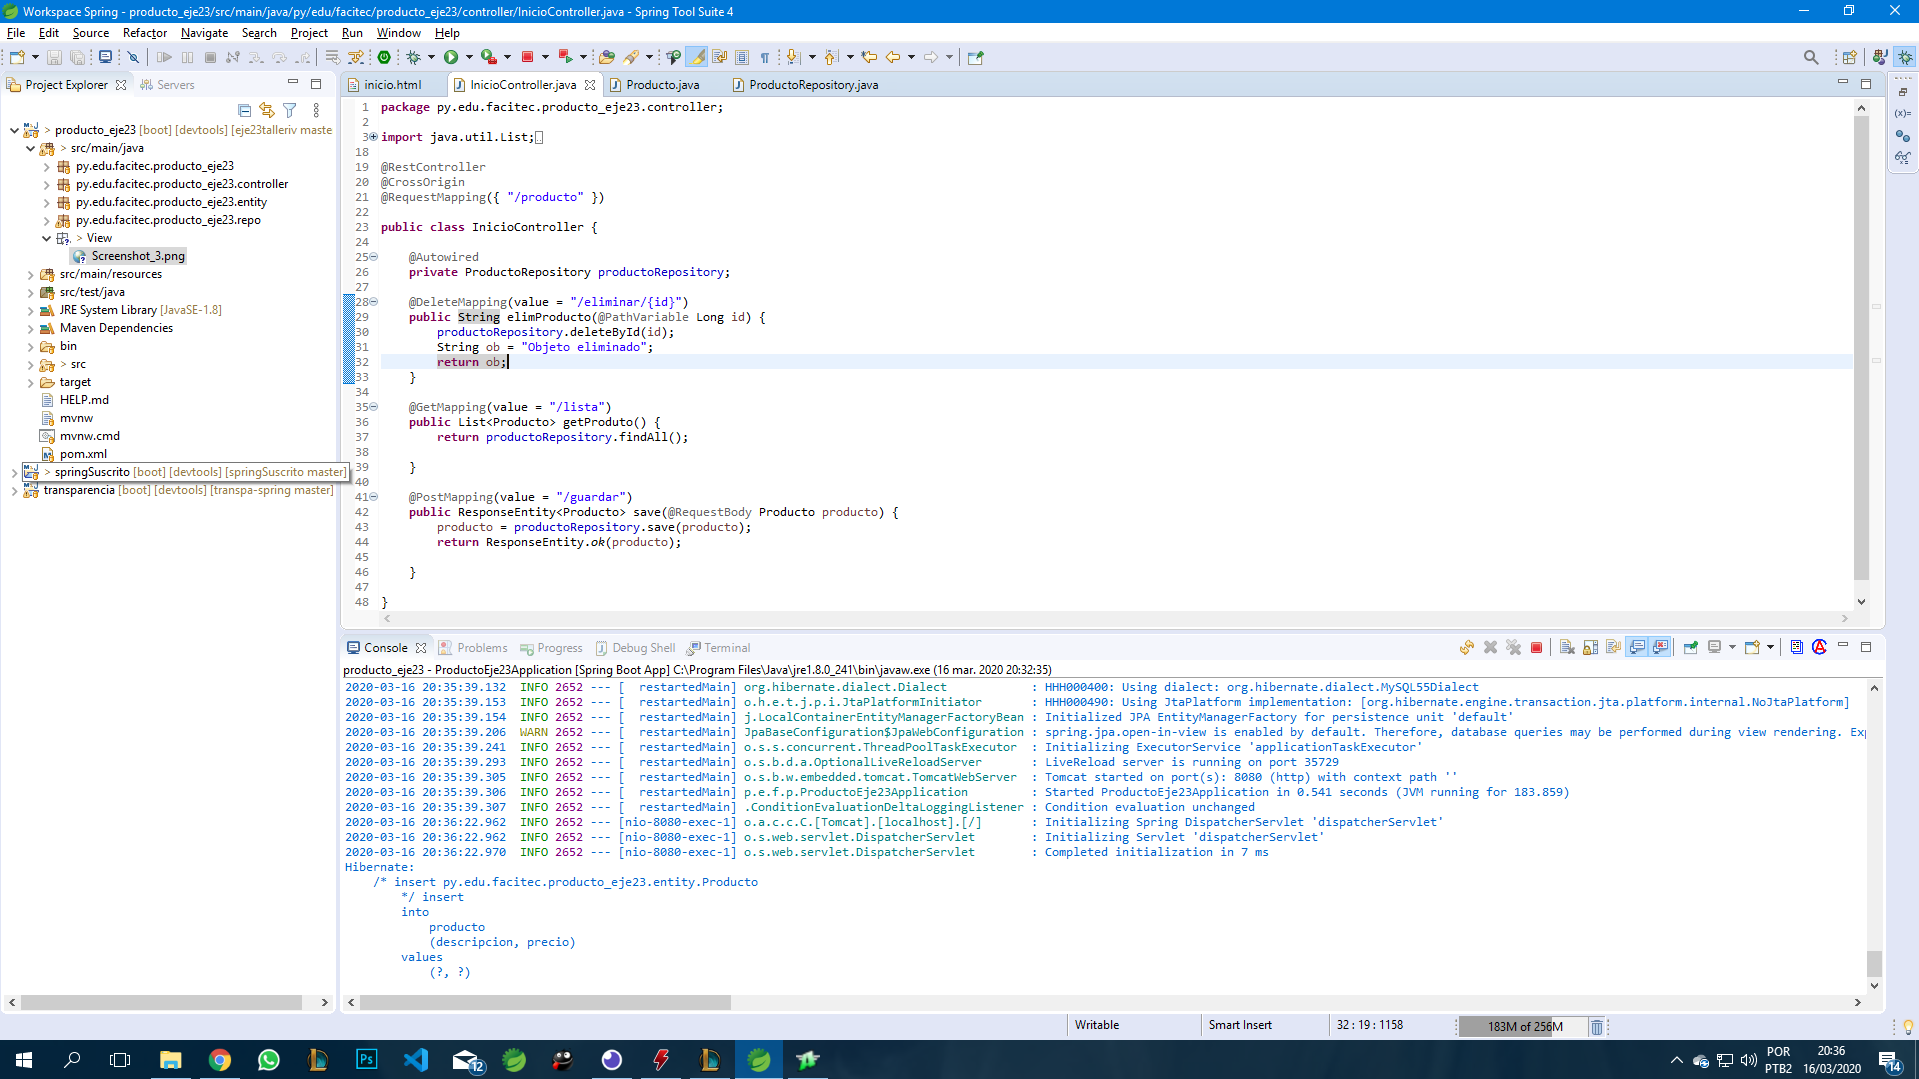 Workspace Spring - producto_eje23/src/main/java/py/edu/facitec/producto_eje23/controller/InicioController.java - Spring Tool Suite 4
File Edit Source Refactor Navigate Search Project Run Window Help
Project Explorer Servers
producto_eje23 [boot] [devtools] [eje23talleriv maste
src/main/java
py.edu.facitec.producto_eje23
py.edu.facitec.producto_eje23.controller
py.edu.facitec.producto_eje23.entity
py.edu.facitec.producto_eje23.repo
View
Screenshot_3.png
src/main/resources
src/test/java
JRE System Library [JavaSE-1.8]
Maven Dependencies
bin
src
target
HELP.md
mvnw
mvnw.cmd
pom.xml
springSuscrito [boot] [devtools] [springSuscrito master]
transparencia [boot] [devtools] [transpa-spring master]
inicio.html InicioController.java Producto.java ProductoRepository.java
1 package py.edu.facitec.producto_eje23.controller;
2
3 import java.util.List;
18
19 @RestController
20 @CrossOrigin
21 @RequestMapping({ "/producto" })
22
23 public class InicioController {
24
25 @Autowired
26 private ProductoRepository productoRepository;
27
28 @DeleteMapping(value = "/eliminar/{id}")
29 public String elimProducto(@PathVariable Long id) {
30 productoRepository.deleteById(id);
31 String ob = "Objeto eliminado";
32 return ob;
33 }
34
35 @GetMapping(value = "/lista")
36 public List<Producto> getProduto() {
37 return productoRepository.findAll();
38
39 }
40
41 @PostMapping(value = "/guardar")
42 public ResponseEntity<Producto> save(@RequestBody Producto producto) {
43 producto = productoRepository.save(producto);
44 return ResponseEntity.ok(producto);
45
46 }
47
48 }
Console Problems Progress Debug Shell Terminal
producto_eje23 - ProductoEje23Application [Spring Boot App] C:\Program Files\Java\jre1.8.0_241\bin\javaw.exe (16 mar. 2020 20:32:35)
2020-03-16 20:35:39.132 INFO 2652 --- [ restartedMain] org.hibernate.dialect.Dialect : HHH000400: Using dialect: org.hibernate.dialect.MySQL55Dialect
2020-03-16 20:35:39.153 INFO 2652 --- [ restartedMain] o.h.e.t.j.p.i.JtaPlatformInitiator : HHH000490: Using JtaPlatform implementation: [org.hibernate.engine.transaction.jta.platform.internal.NoJtaPlatform]
2020-03-16 20:35:39.154 INFO 2652 --- [ restartedMain] j.LocalContainerEntityManagerFactoryBean : Initialized JPA EntityManagerFactory for persistence unit 'default'
2020-03-16 20:35:39.206 WARN 2652 --- [ restartedMain] JpaBaseConfiguration$JpaWebConfiguration : spring.jpa.open-in-view is enabled by default. Therefore, database queries may be performed during view rendering. Exp
2020-03-16 20:35:39.241 INFO 2652 --- [ restartedMain] o.s.s.concurrent.ThreadPoolTaskExecutor : Initializing ExecutorService 'applicationTaskExecutor'
2020-03-16 20:35:39.293 INFO 2652 --- [ restartedMain] o.s.b.d.a.OptionalLiveReloadServer : LiveReload server is running on port 35729
2020-03-16 20:35:39.305 INFO 2652 --- [ restartedMain] o.s.b.w.embedded.tomcat.TomcatWebServer : Tomcat started on port(s): 8080 (http) with context path ''
2020-03-16 20:35:39.306 INFO 2652 --- [ restartedMain] p.e.f.p.ProductoEje23Application : Started ProductoEje23Application in 0.541 seconds (JVM running for 183.859)
2020-03-16 20:35:39.307 INFO 2652 --- [ restartedMain] .ConditionEvaluationDeltaLoggingListener : Condition evaluation unchanged
2020-03-16 20:36:22.962 INFO 2652 --- [nio-8080-exec-1] o.a.c.c.C.[Tomcat].[localhost].[/] : Initializing Spring DispatcherServlet 'dispatcherServlet'
2020-03-16 20:36:22.962 INFO 2652 --- [nio-8080-exec-1] o.s.web.servlet.DispatcherServlet : Initializing Servlet 'dispatcherServlet'
2020-03-16 20:36:22.970 INFO 2652 --- [nio-8080-exec-1] o.s.web.servlet.DispatcherServlet : Completed initialization in 7 ms
Hibernate:
/* insert py.edu.facitec.producto_eje23.entity.Producto
*/ insert
into
producto
(descripcion, precio)
values
(?, ?)
Writable Smart Insert 32 : 19 : 1158 183M of 256M
Ps 12 POR PTB2 20:36 16/03/2020 14